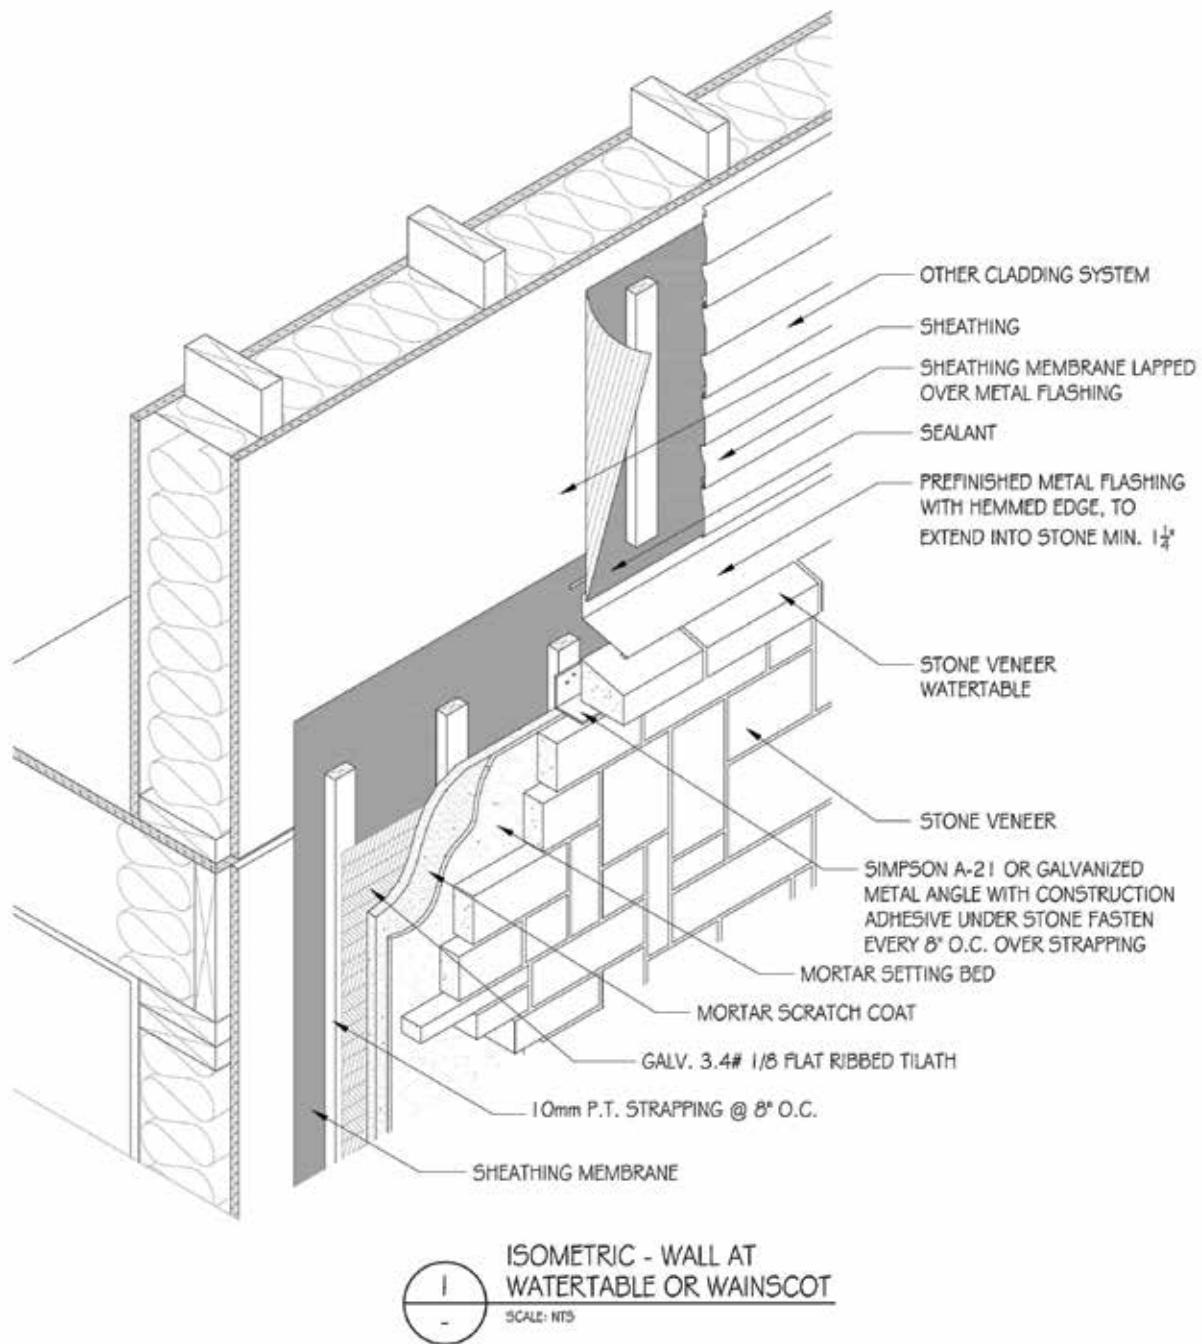 OTHER CLADDING SYSTEM
SHEATHING
SHEATHING MEMBRANE LAPPED
OVER METAL FLASHING
SEALANT
PREFINISHED METAL FLASHING
WITH HEMMED EDGE, TO
EXTEND INTO STONE MIN. 1 1/4"
STONE VENEER
WATERTABLE
STONE VENEER
SIMPSON A-21 OR GALVANIZED
METAL ANGLE WITH CONSTRUCTION
ADHESIVE UNDER STONE FASTEN
EVERY 8" O.C. OVER STRAPPING
MORTAR SETTING BED
MORTAR SCRATCH COAT
GALV. 3.4# 1/8 FLAT RIBBED TILATH
10mm P.T. STRAPPING @ 8" O.C.
SHEATHING MEMBRANE
1
-
ISOMETRIC - WALL AT
WATERTABLE OR WAINSCOT
SCALE: NTS